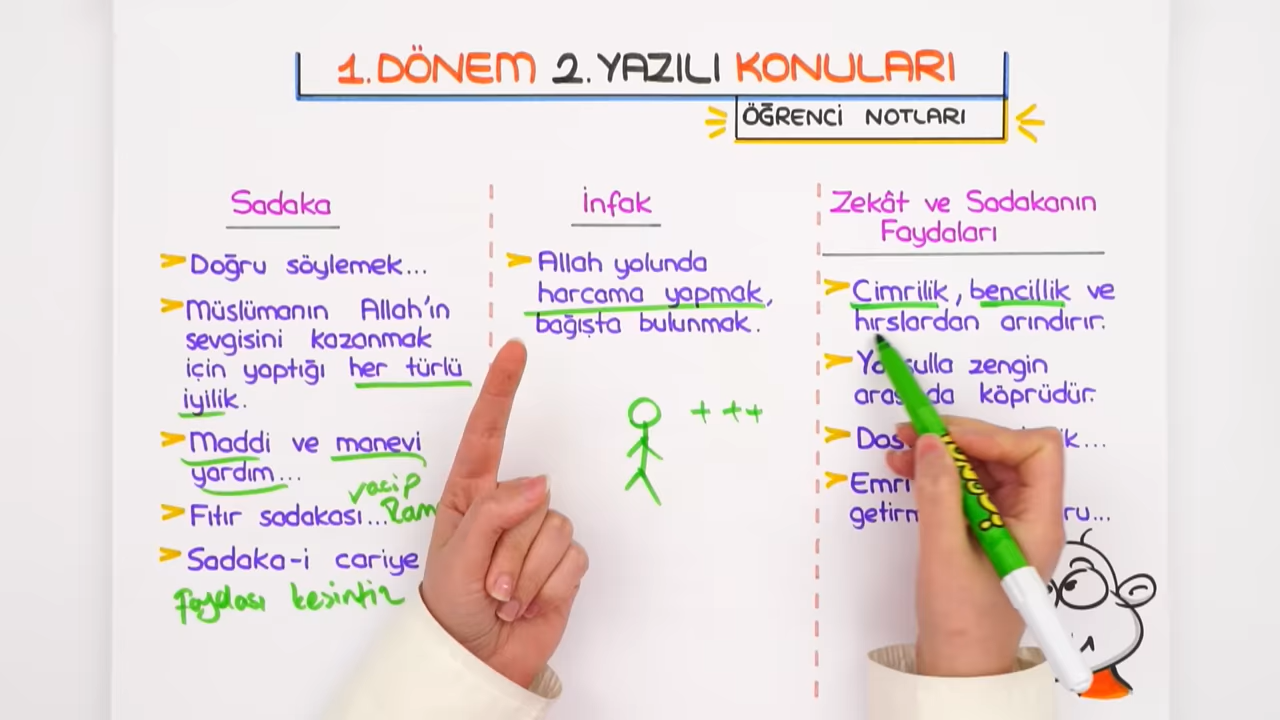 1. DÖNEM 2. YAZILI KONULARI
ÖĞRENCİ NOTLARI
Sadaka
Doğru söylemek...
Müslümanın Allah'ın
sevgisini kazanmak
için yaptığı her türlü
iyilik.
Maddi ve manevi
yardım...
vacip
Fıtır sadakası...
Sadaka-i cariye
faydası
İnfak
Allah yolunda
harcama yapmak,
bağışta bulunmak.
+ + +
Zekât ve Sadakanın
Faydaları
Cimrilik, bencillik ve
hırslardan arındırır.
zengin
köprüdür.